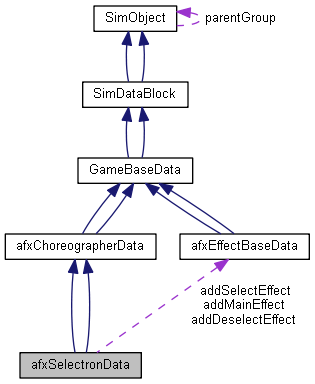 SimObject
parentGroup
SimDataBlock
GameBaseData
afxChoreographerData
afxEffectBaseData
addSelectEffect
addMainEffect
addDeselectEffect
afxSelectronData